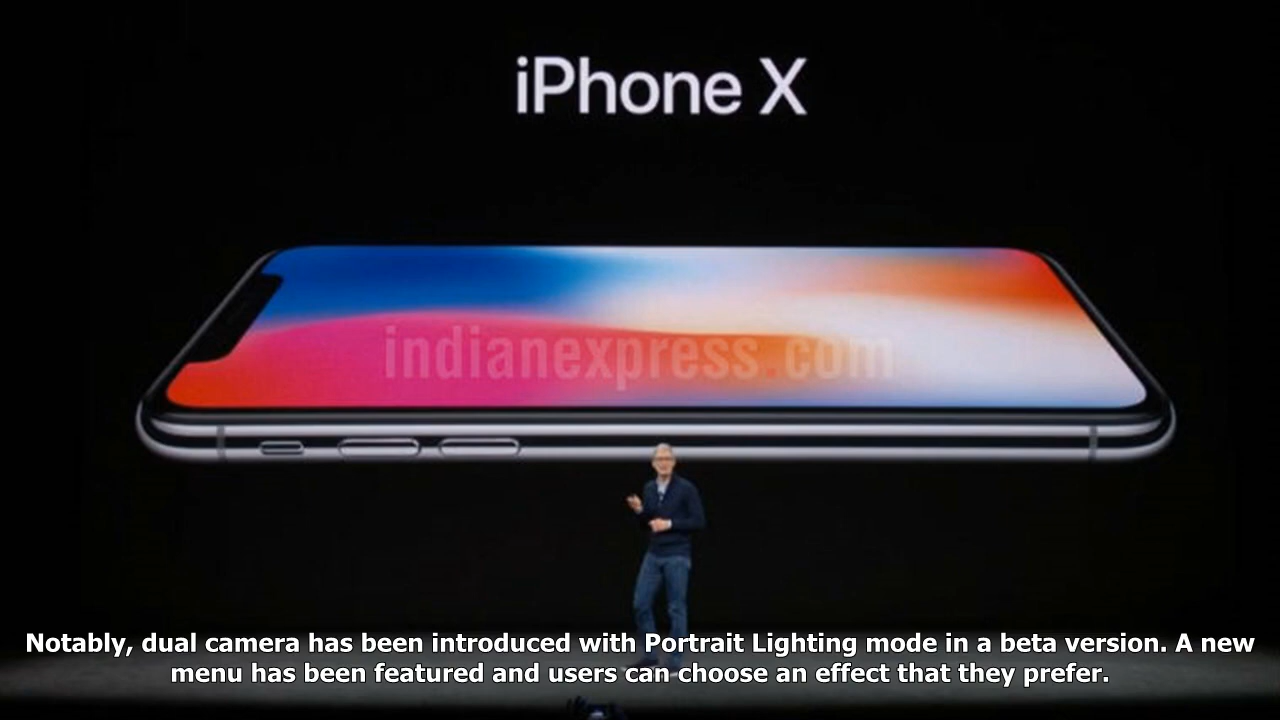 iPhone X
indianexpress.com
Notably, dual camera has been introduced with Portrait Lighting mode in a beta version. A new
menu has been featured and users can choose an effect that they prefer.